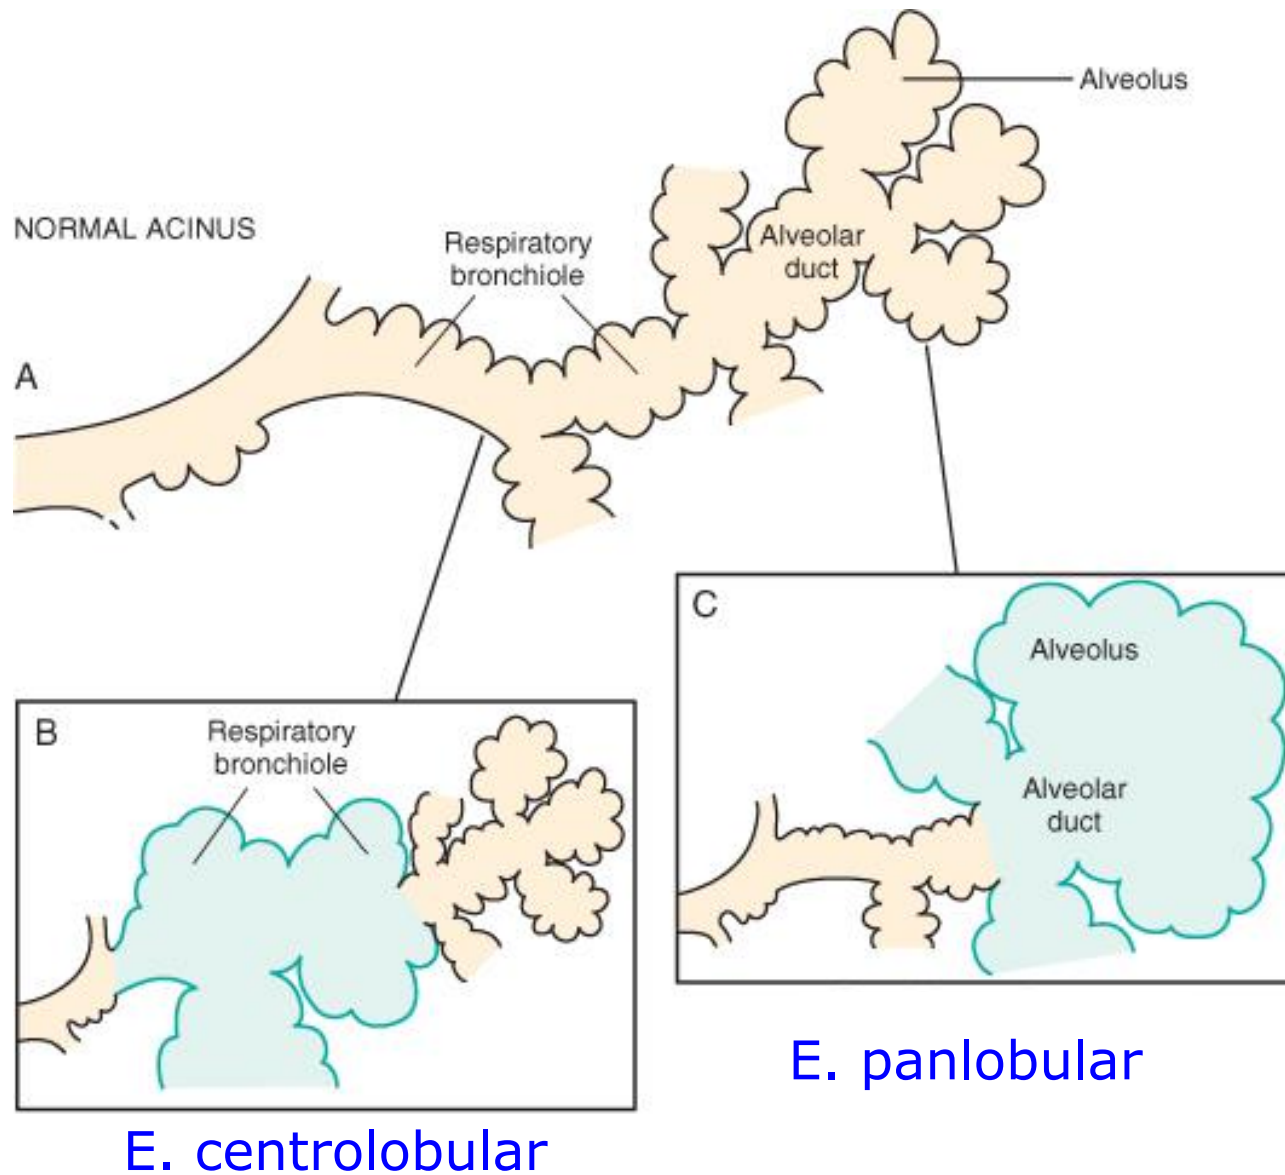 Alveolus
NORMAL ACINUS
Respiratory
bronchiole
Alveolar
duct
A
B
Respiratory
bronchiole
C
Alveolus
Alveolar
duct
E. panlobular
E. centrolobular